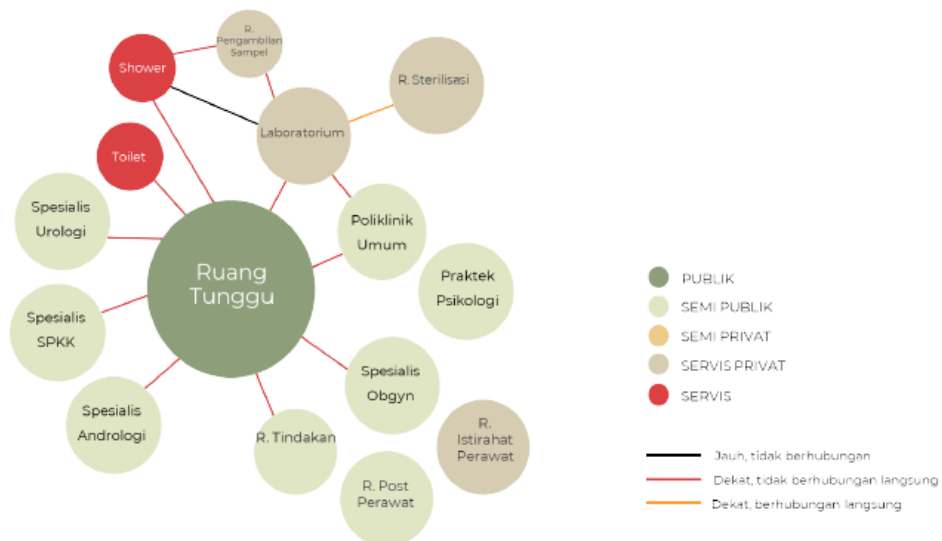 R.
Pengambilan
Sampel
Shower
R. Sterilisasi
Laboratorium
Toilet
Spesialis
Urologi
Poliklinik
Umum
Ruang
Tunggu
Praktek
Psikologi
Spesialis
SPKK
Spesialis
Obgyn
Spesialis
Andrologi
R. Tindakan
R.
Istirahat
Perawat
R. Post
Perawat
PUBLIK
SEMI PUBLIK
SEMI PRIVAT
SERVIS PRIVAT
SERVIS
Jauh, tidak berhubungan
Dekat, tidak berhubungan langsung
Dekat, berhubungan langsung